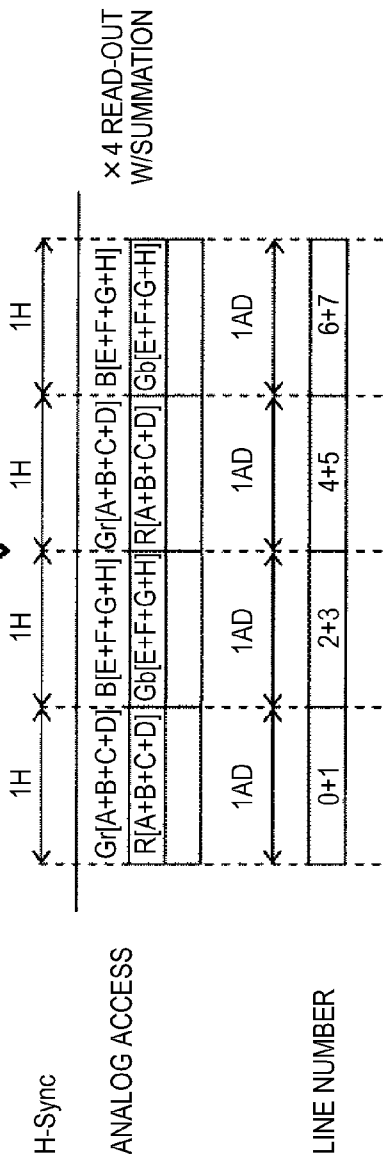 H-Sync
1H 1H 1H 1H
ANALOG ACCESS
Gr[A+B+C+D] B[E+F+G+H] Gr[A+B+C+D] B[E+F+G+H]
R[A+B+C+D] Gb[E+F+G+H] R[A+B+C+D] Gb[E+F+G+H]
×4 READ-OUT
W/SUMMATION
1AD 1AD 1AD 1AD
LINE NUMBER
0+1 2+3 4+5 6+7